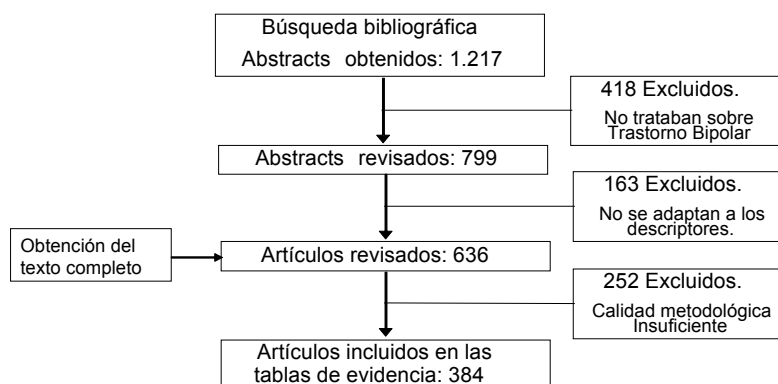 Búsqueda bibliográfica
Abstracts obtenidos: 1.217
418 Excluidos.
No trataban sobre
Trastorno Bipolar
Abstracts revisados: 799
163 Excluidos.
No se adaptan a los
descriptores.
Obtención del
texto completo
Artículos revisados: 636
252 Excluidos.
Calidad metodológica
Insuficiente
Artículos incluidos en las
tablas de evidencia: 384